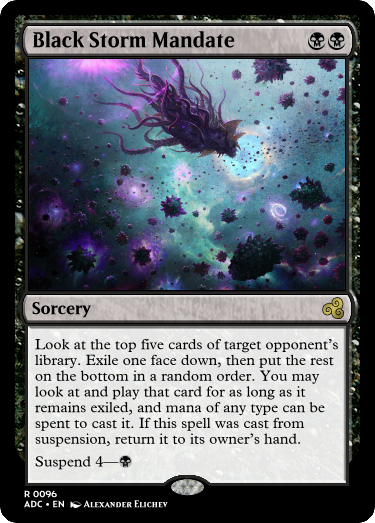 Black Storm Mandate
Sorcery
Look at the top five cards of target opponent's
library. Exile one face down, then put the rest
on the bottom in a random order. You may
look at and play that card for as long as it
remains exiled, and mana of any type can be
spent to cast it. If this spell was cast from
suspension, return it to its owner's hand.
Suspend 4—
R 0096
ADC • EN Alexander Elichev